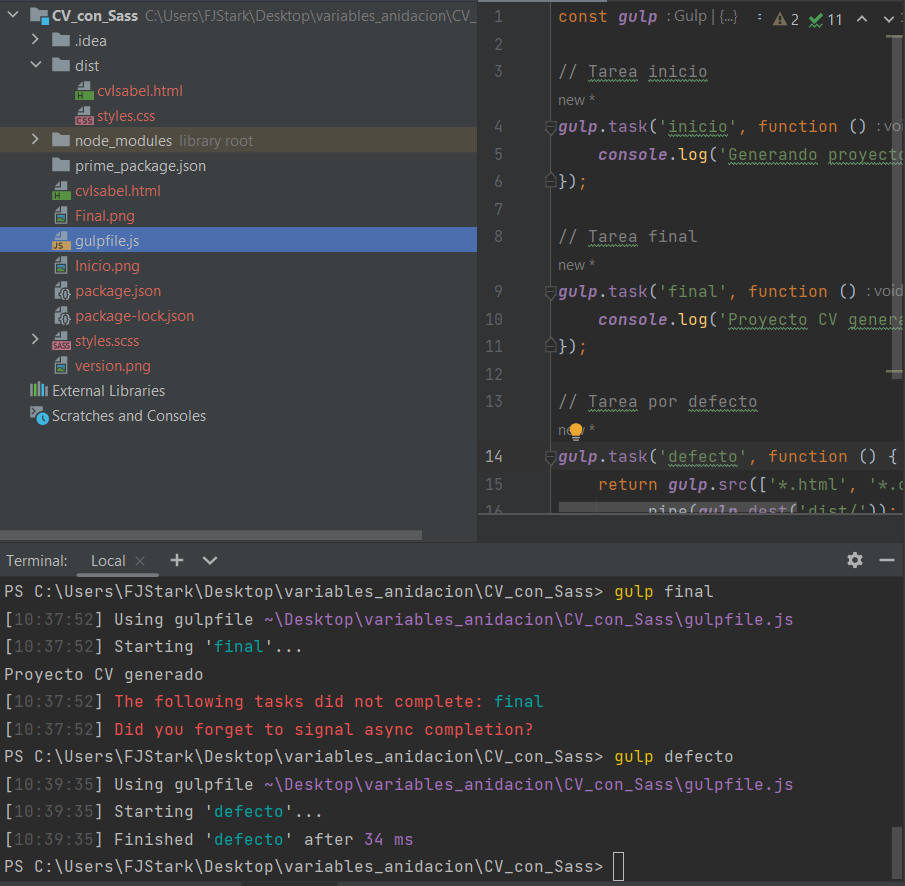 CV_con_Sass C:\Users\FJStark\Desktop\variables_anidacion\CV_
.idea
dist
cvIsabel.html
styles.css
node_modules library root
prime_package.json
cvIsabel.html
Final.png
gulpfile.js
Inicio.png
package.json
package-lock.json
styles.scss
version.png
External Libraries
Scratches and Consoles
1 const gulp : Gulp | {...} 2 11
2
3 // Tarea inicio
new *
4 gulp.task('inicio', function () : voi
5 console.log('Generando proyecto
6 });
7
8 // Tarea final
new *
9 gulp.task('final', function () : void
10 console.log('Proyecto CV genera
11 });
12
13 // Tarea por defecto
new *
14 gulp.task('defecto', function () {
15 return gulp.src(['*.html', '*.c
16 pipe(gulp.dest('dist/'));
Terminal: Local
PS C:\Users\FJStark\Desktop\variables_anidacion\CV_con_Sass> gulp final
[10:37:52] Using gulpfile ~\Desktop\variables_anidacion\CV_con_Sass\gulpfile.js
[10:37:52] Starting 'final'...
Proyecto CV generado
[10:37:52] The following tasks did not complete: final
[10:37:52] Did you forget to signal async completion?
PS C:\Users\FJStark\Desktop\variables_anidacion\CV_con_Sass> gulp defecto
[10:39:35] Using gulpfile ~\Desktop\variables_anidacion\CV_con_Sass\gulpfile.js
[10:39:35] Starting 'defecto'...
[10:39:35] Finished 'defecto' after 34 ms
PS C:\Users\FJStark\Desktop\variables_anidacion\CV_con_Sass>